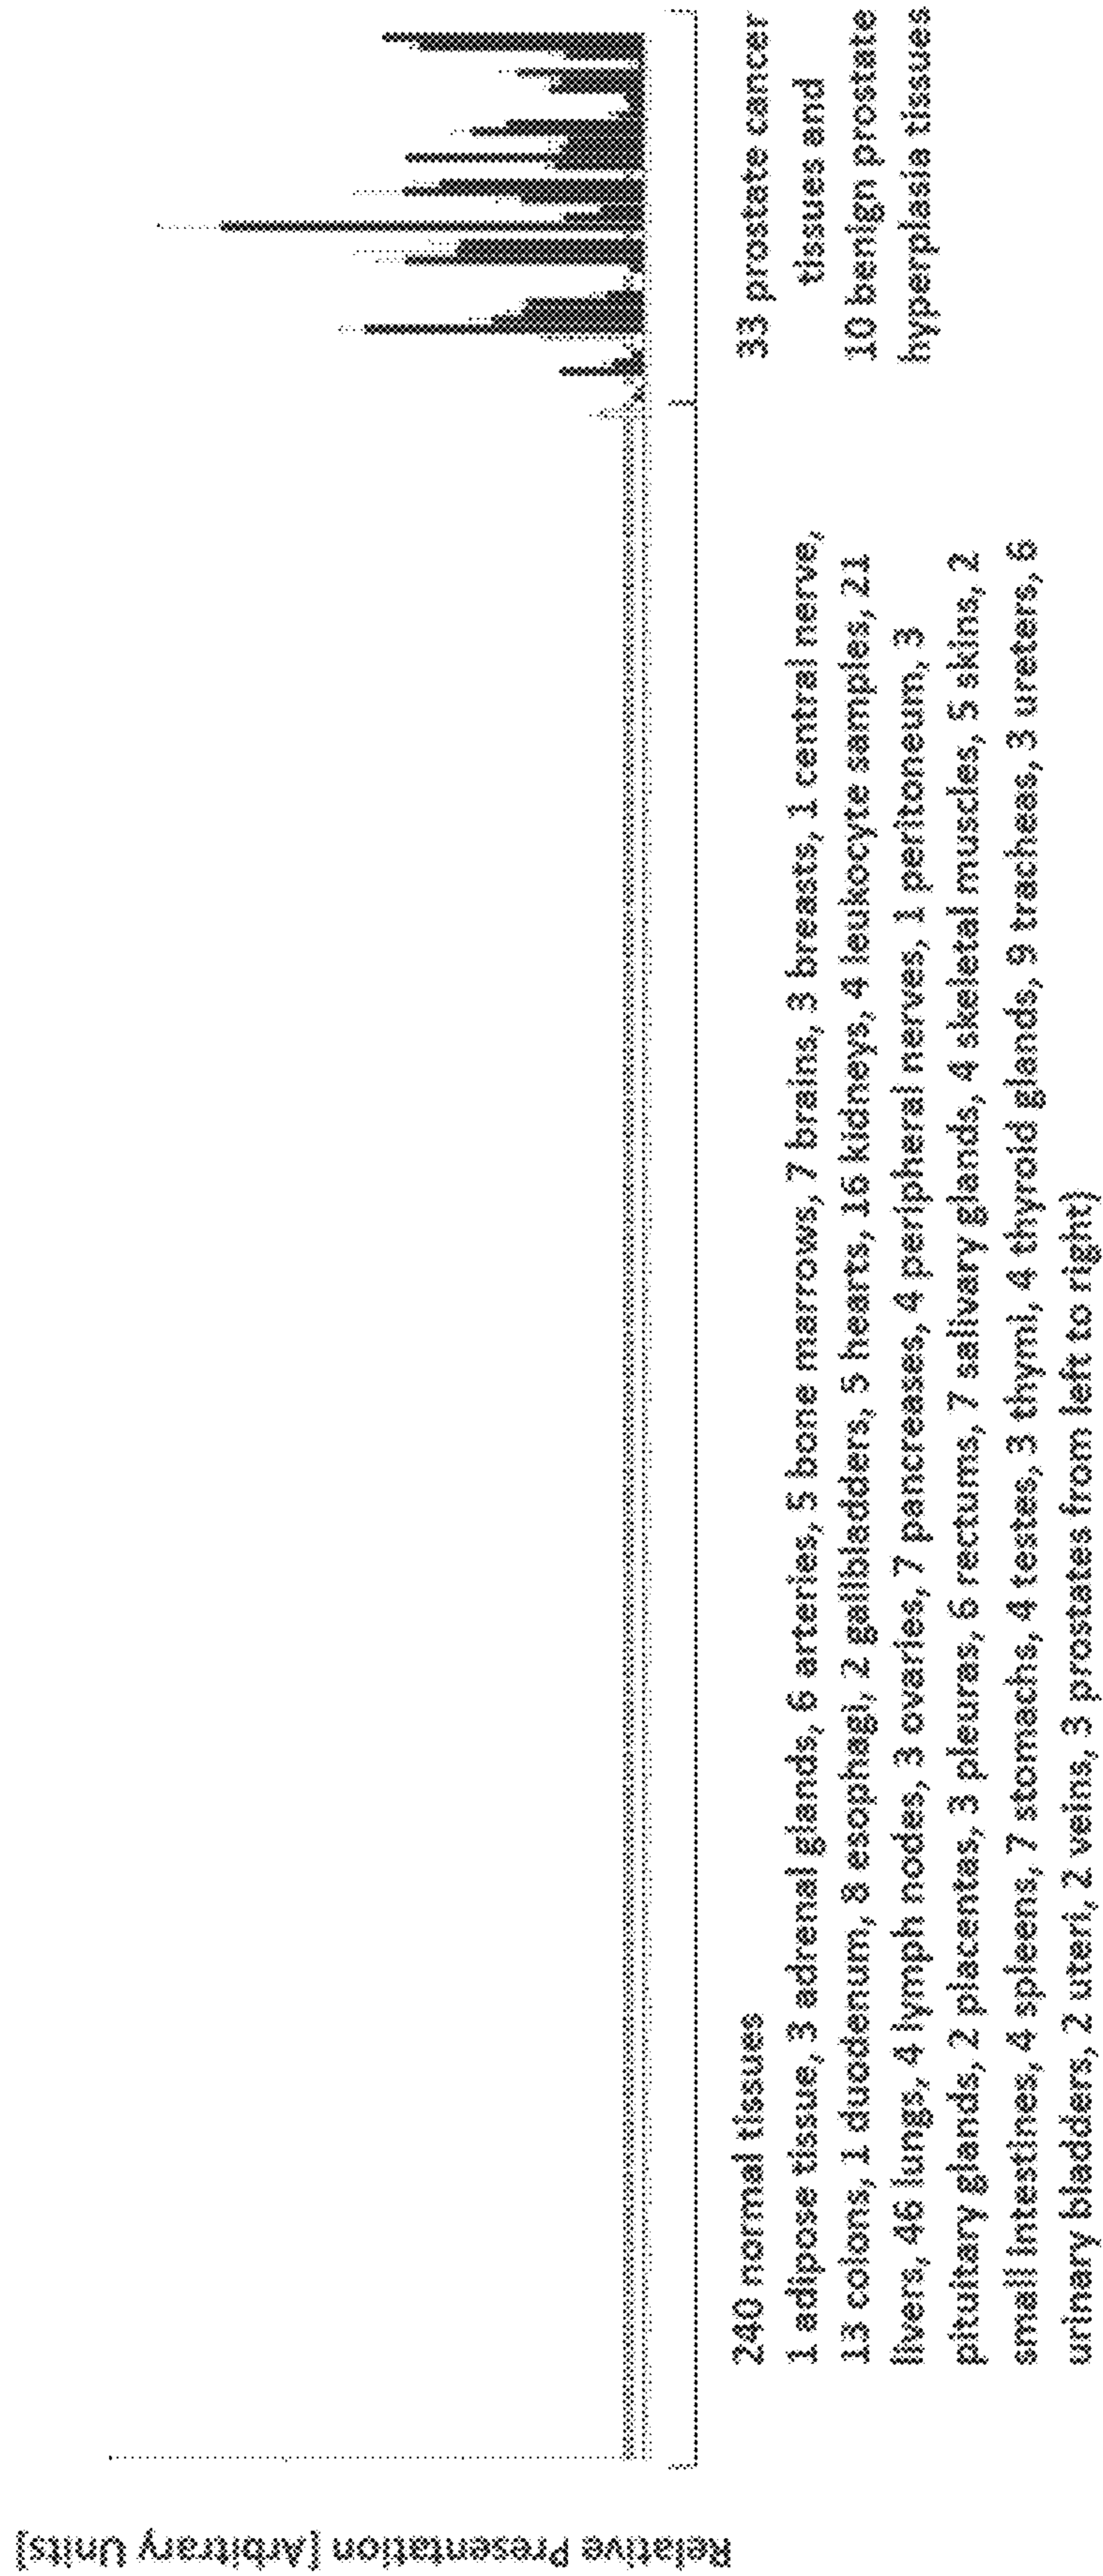 Relative Presentation [Arbitrary Units]
240 normal tissues
1 adipose tissue, 3 adrenal glands, 6 arteries, 5 bone marrows, 7 brains, 3 breasts, 1 central nerve,
13 colons, 1 duodenum, 8 esophagi, 2 gallbladders, 5 hearts, 16 kidneys, 4 leukocyte samples, 21
livers, 46 lungs, 4 lymph nodes, 3 ovaries, 7 pancreases, 4 peripheral nerves, 1 peritoneum, 3
pituitary glands, 2 placentas, 3 pleuras, 6 rectums, 7 salivary glands, 4 skeletal muscles, 5 skins, 2
small intestines, 4 spleens, 7 stomachs, 4 testes, 3 thymi, 4 thyroid glands, 9 tracheas, 3 ureters, 6
urinary bladders, 2 uteri, 2 veins, 3 prostates from left to right)
33 prostate cancer
tissues and
10 benign prostate
hyperplasia tissues